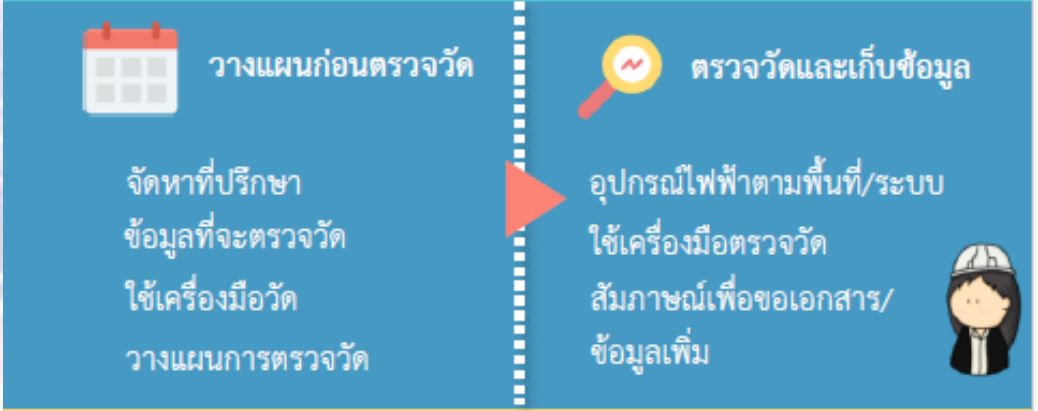 วางแผนก่อนตรวจวัด
จัดหาที่ปรึกษา
ข้อมูลที่จะตรวจวัด
ใช้เครื่องมือวัด
วางแผนการตรวจวัด
ตรวจวัดและเก็บข้อมูล
อุปกรณ์ไฟฟ้าตามพื้นที่/ระบบ
ใช้เครื่องมือตรวจวัด
สัมภาษณ์เพื่อขอเอกสาร/
ข้อมูลเพิ่ม